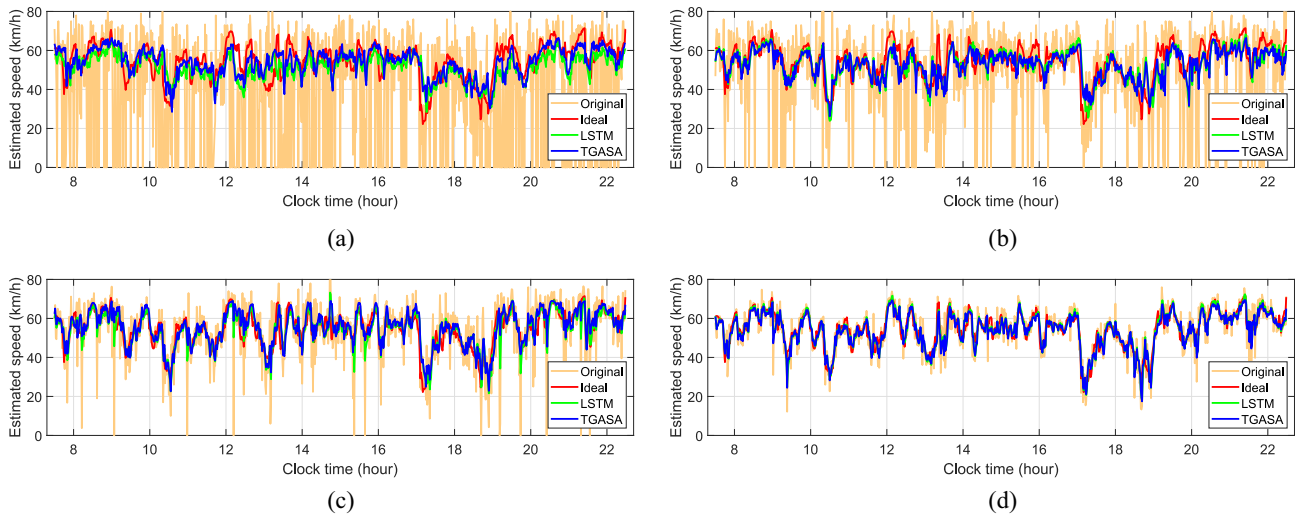 Estimated speed (km/h)
80
60
40
20
0
Original
Ideal
LSTM
TGASA
8 10 12 14 16 18 20 22
Clock time (hour)
(a)
Estimated speed (km/h)
80
60
40
20
0
Original
Ideal
LSTM
TGASA
8 10 12 14 16 18 20 22
Clock time (hour)
(b)
Estimated speed (km/h)
80
60
40
20
0
Original
Ideal
LSTM
TGASA
8 10 12 14 16 18 20 22
Clock time (hour)
(c)
Estimated speed (km/h)
80
60
40
20
0
Original
Ideal
LSTM
TGASA
8 10 12 14 16 18 20 22
Clock time (hour)
(d)